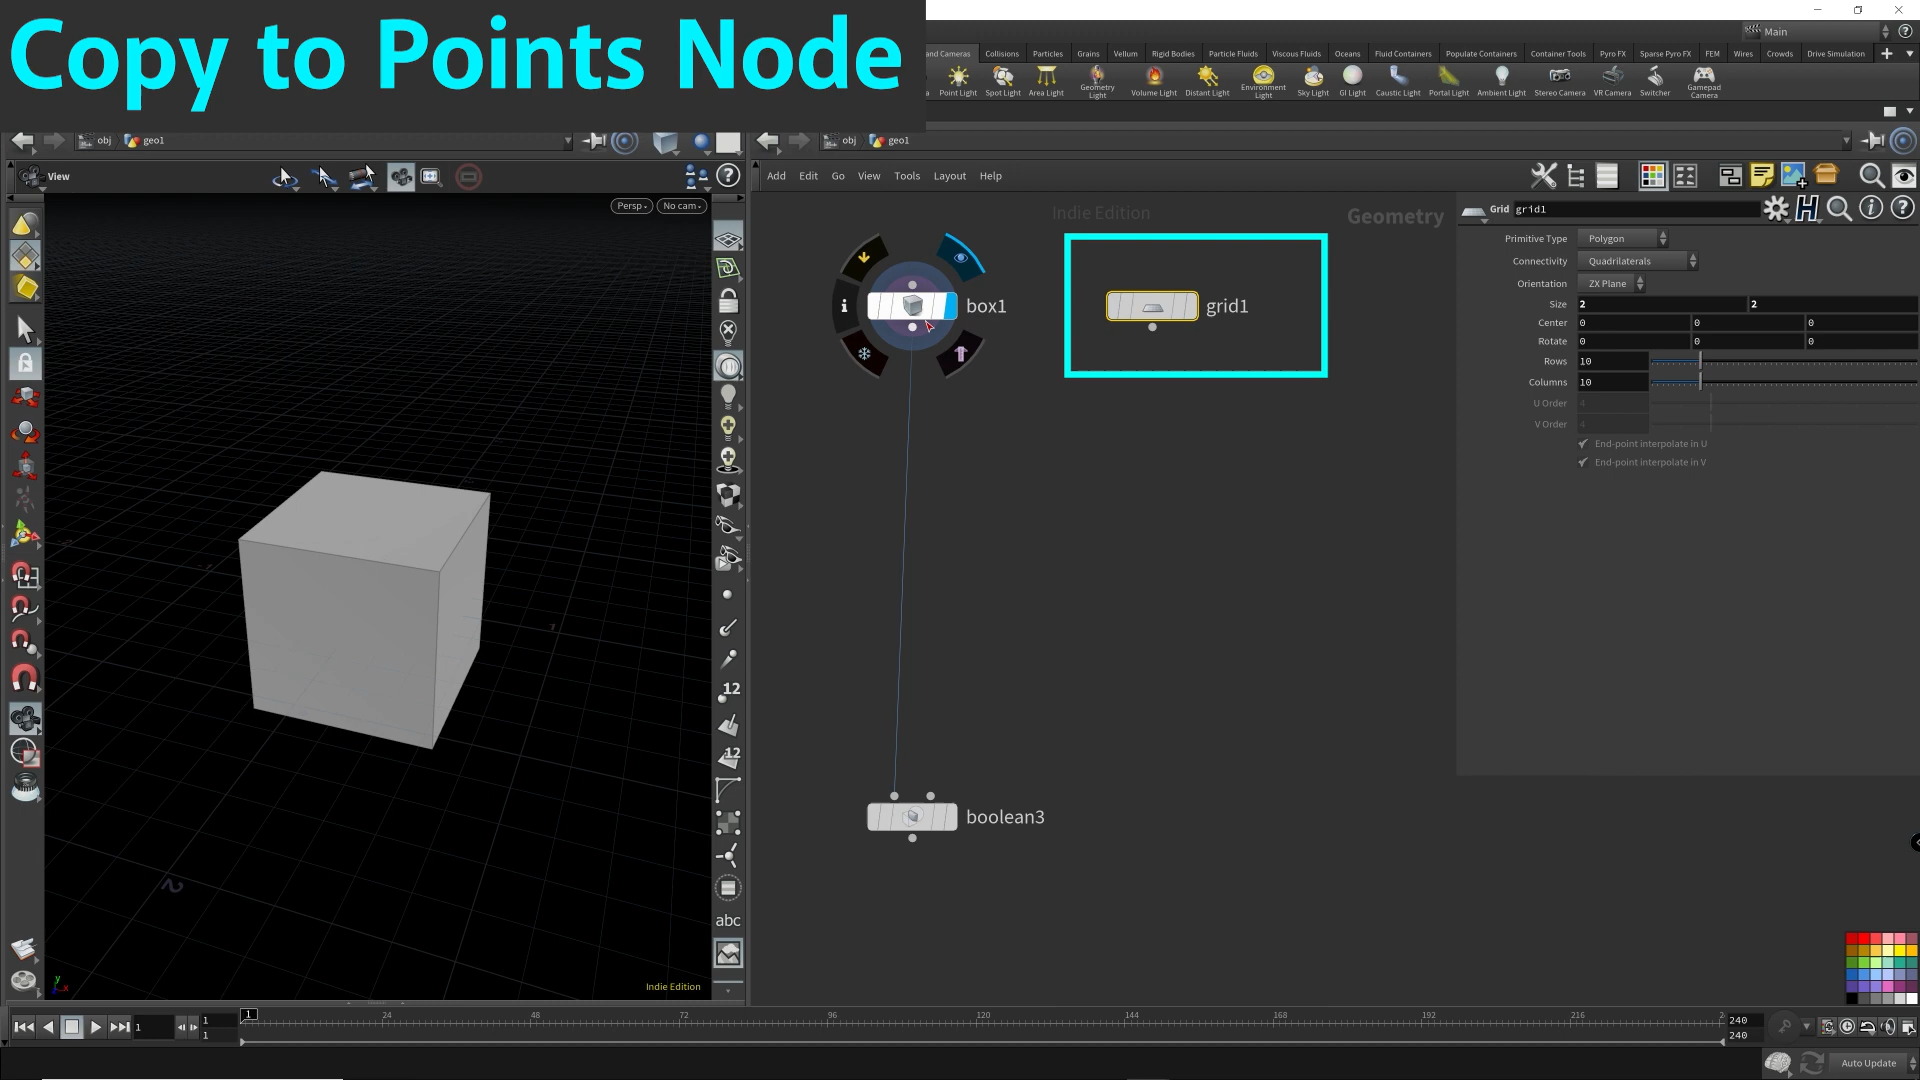 Copy to Points Node
Main
and Cameras Collisions Particles Grains Vellum Rigid Bodies Particle Fluids Viscous Fluids Oceans Fluid Containers Populate Containers Container Tools Pyro FX Sparse Pyro FX FEM Wires Crowds Drive Simulation
Point Light Spot Light Area Light Geometry Light Volume Light Distant Light Environment Light Sky Light GI Light Caustic Light Portal Light Ambient Light Stereo Camera VR Camera Switcher Gamepad Camera
obj geo1 obj geo1
View
Add Edit Go View Tools Layout Help
Persp No cam
Indie Edition
Geometry
Grid grid1
Primitive Type Polygon
Connectivity Quadrilaterals
Orientation ZX Plane
Size 2 2
Center 0 0 0
Rotate 0 0 0
Rows 10
Columns 10
U Order 4
V Order 4
End-point interpolate in U
End-point interpolate in V
box1
grid1
boolean3
12
12
abc
1
2
Indie Edition
y
x
1 1 1 1 24 48 72 96 120 144 168 192 216 2 240
240
Auto Update